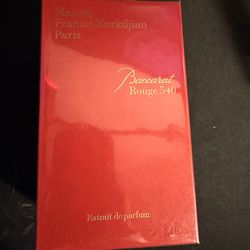 Maison
Francis Kurkdjian
Paris
Baccarat
Rouge 540
Extrait de parfum